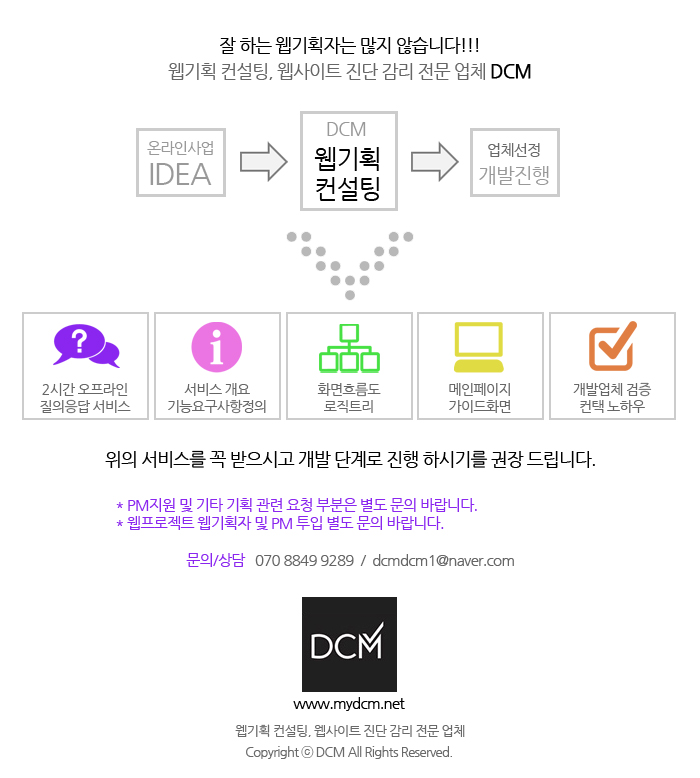 잘 하는 웹기획자는 많지 않습니다!!!
웹기획 컨설팅, 웹사이트 진단 감리 전문 업체 DCM
온라인사업
IDEA
DCM
웹기획
컨설팅
업체선정
개발진행
2시간 오프라인
질의응답 서비스
서비스 개요
기능요구사항정의
화면흐름도
로직트리
메인페이지
가이드화면
개발업체 검증
컨택 노하우
위의 서비스를 꼭 받으시고 개발 단계로 진행 하시기를 권장 드립니다.
* PM지원 및 기타 기획 관련 요청 부분은 별도 문의 바랍니다.
* 웹프로젝트 웹기획자 및 PM 투입 별도 문의 바랍니다.
문의/상담 070 8849 9289 / dcmdcm1@naver.com
DCM
www.mydcm.net
웹기획 컨설팅, 웹사이트 진단 감리 전문 업체
Copyright ⓒ DCM All Rights Reserved.